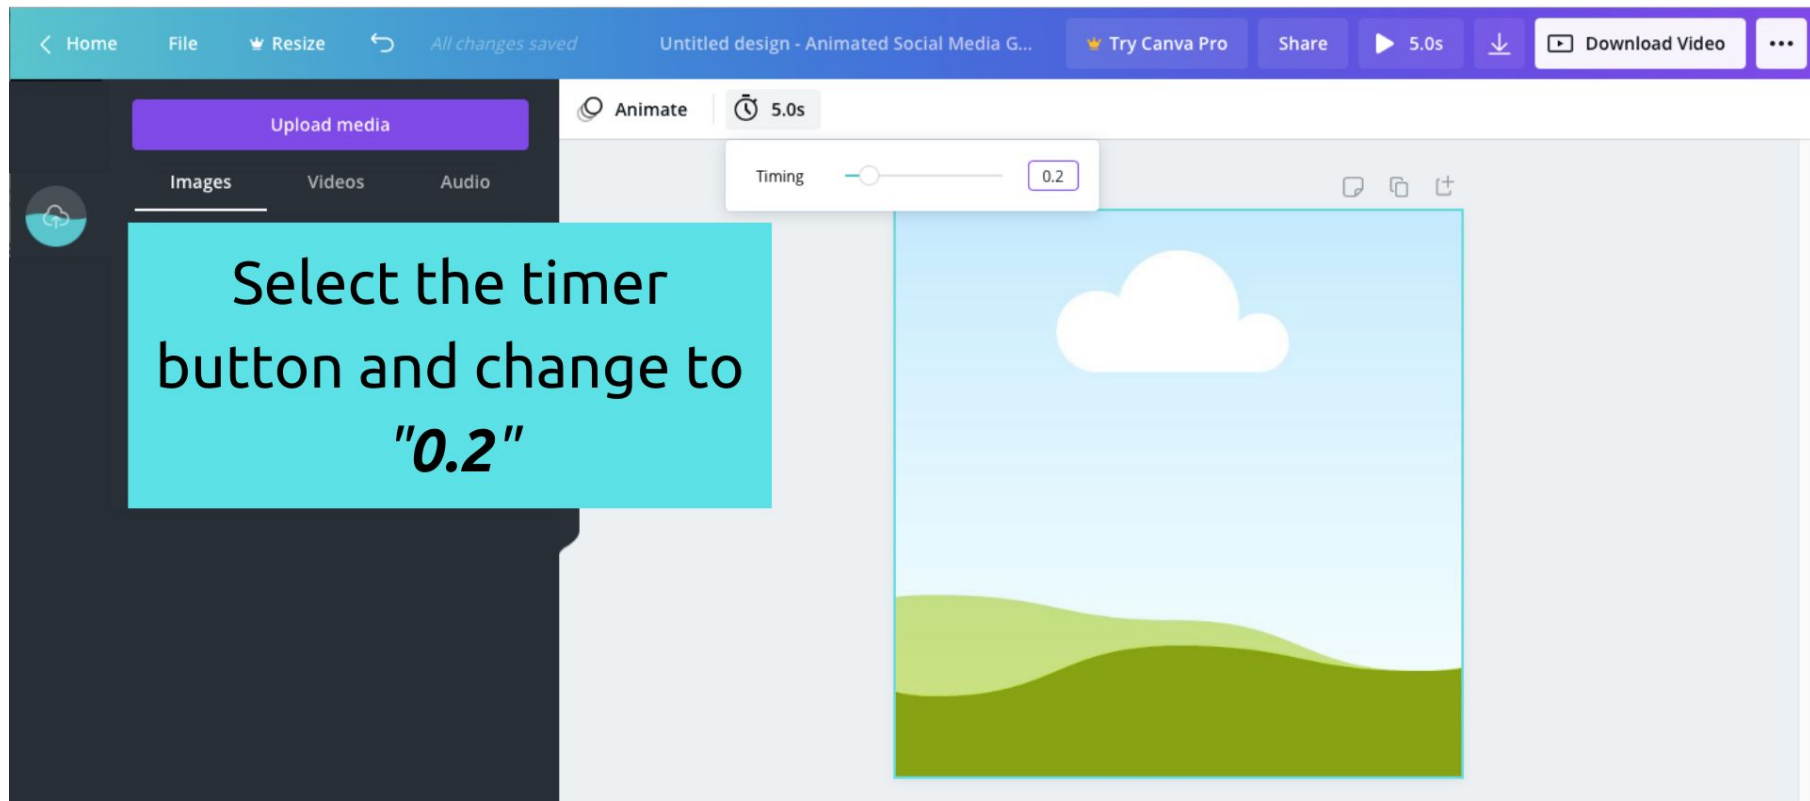 Home File Resize All changes saved Untitled design - Animated Social Media G... Try Canva Pro Share 5.0s Download Video
Upload media
Animate 5.0s
Images Videos Audio
Timing 0.2
Select the timer
button and change to
"0.2"